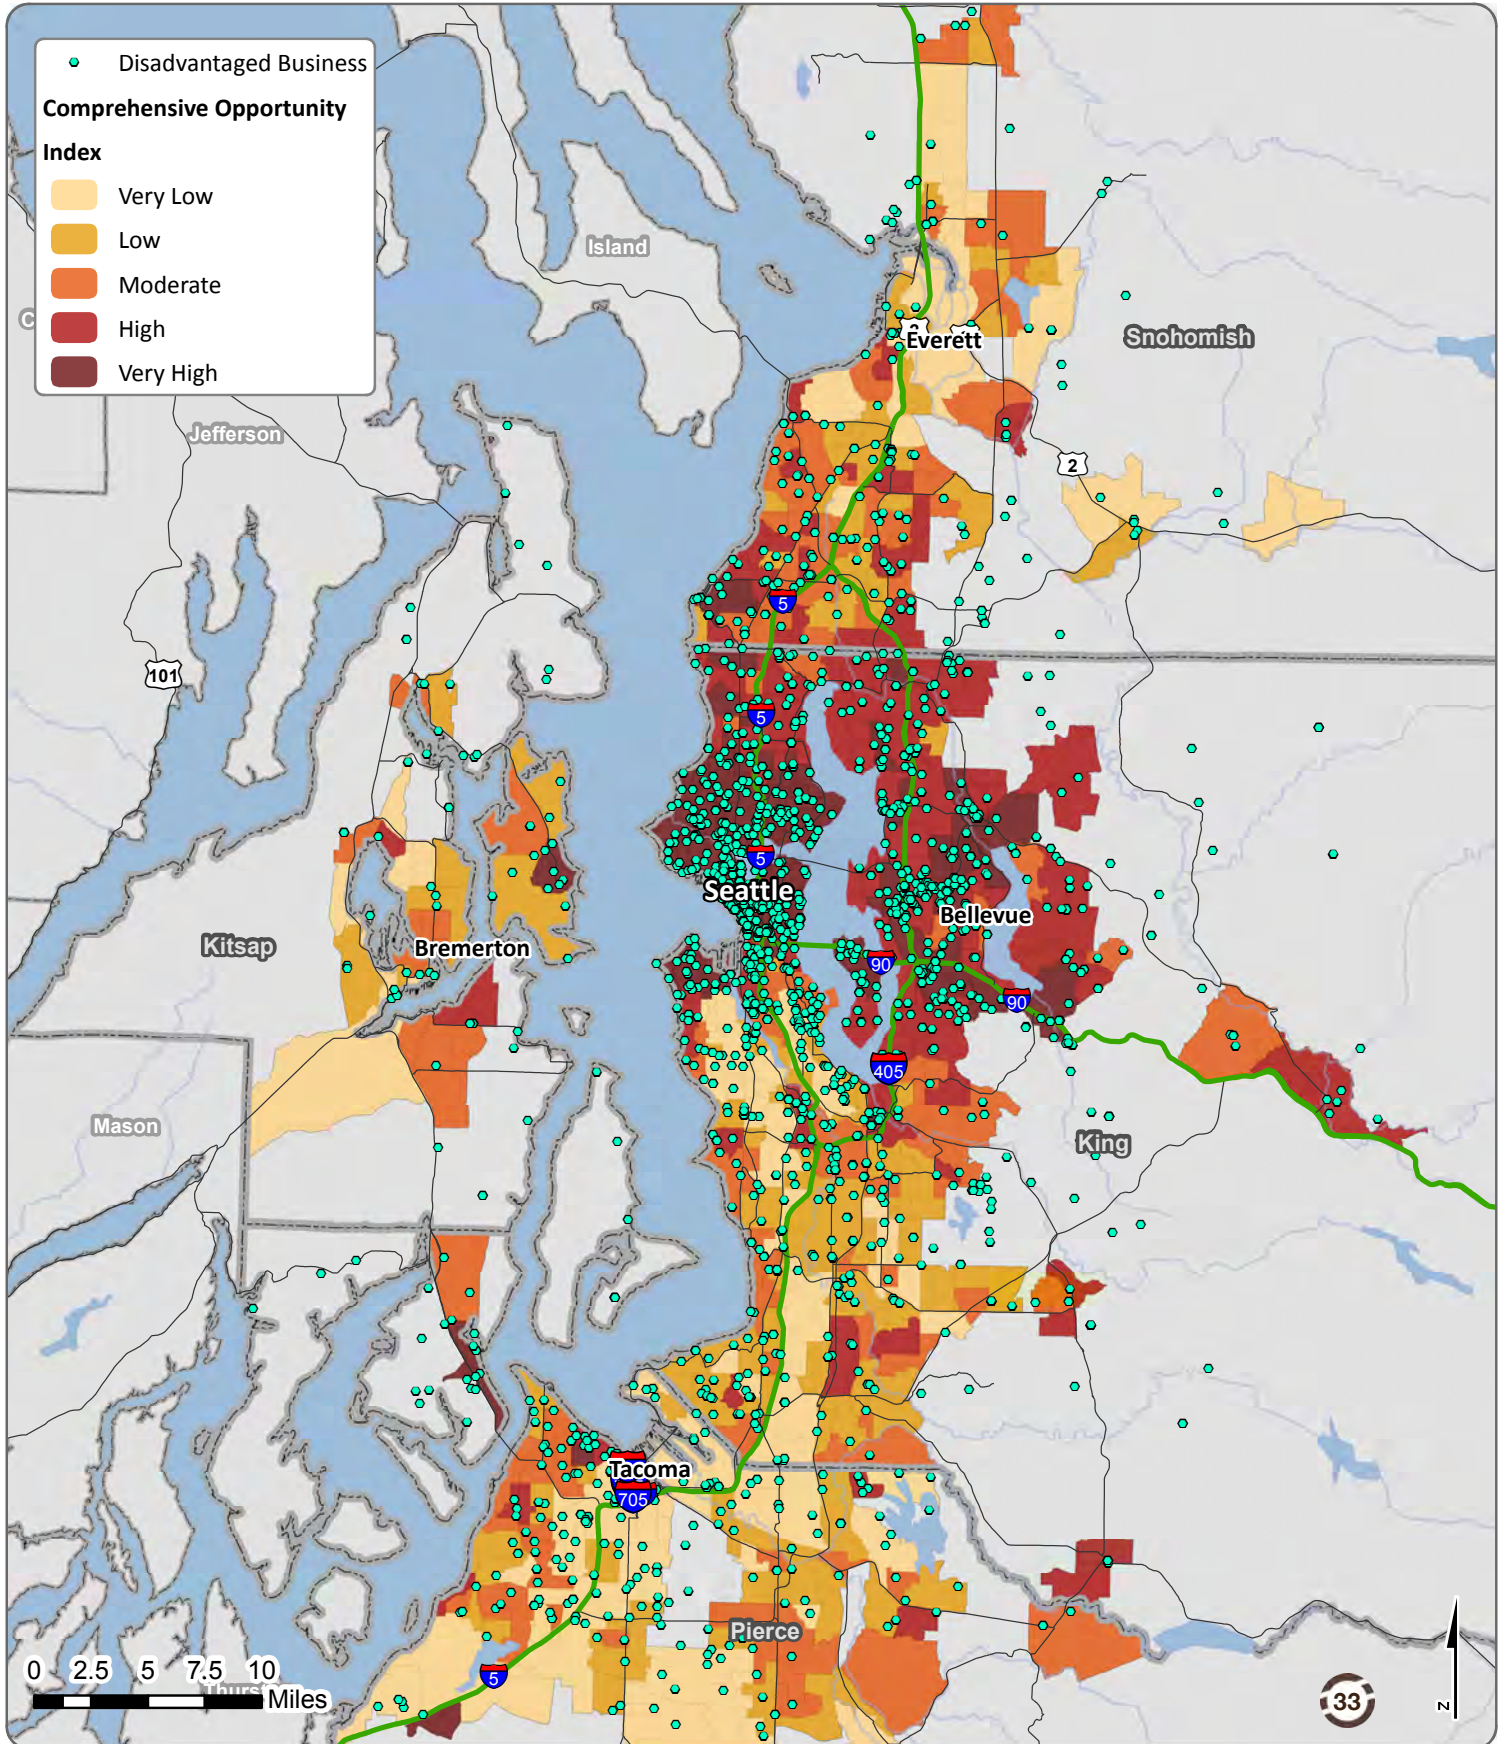 Disadvantaged Business
Comprehensive Opportunity
Index
Very Low
Low
Moderate
High
Very High
Island
C
Jefferson
Everett
Snohomish
2
5
101
5
5
Seattle
Bellevue
Kitsap
Bremerton
90
90
405
Mason
King
Tacoma
705
Pierce
5
0 2.5 5 7.5 10
Miles
Thurst
33
N